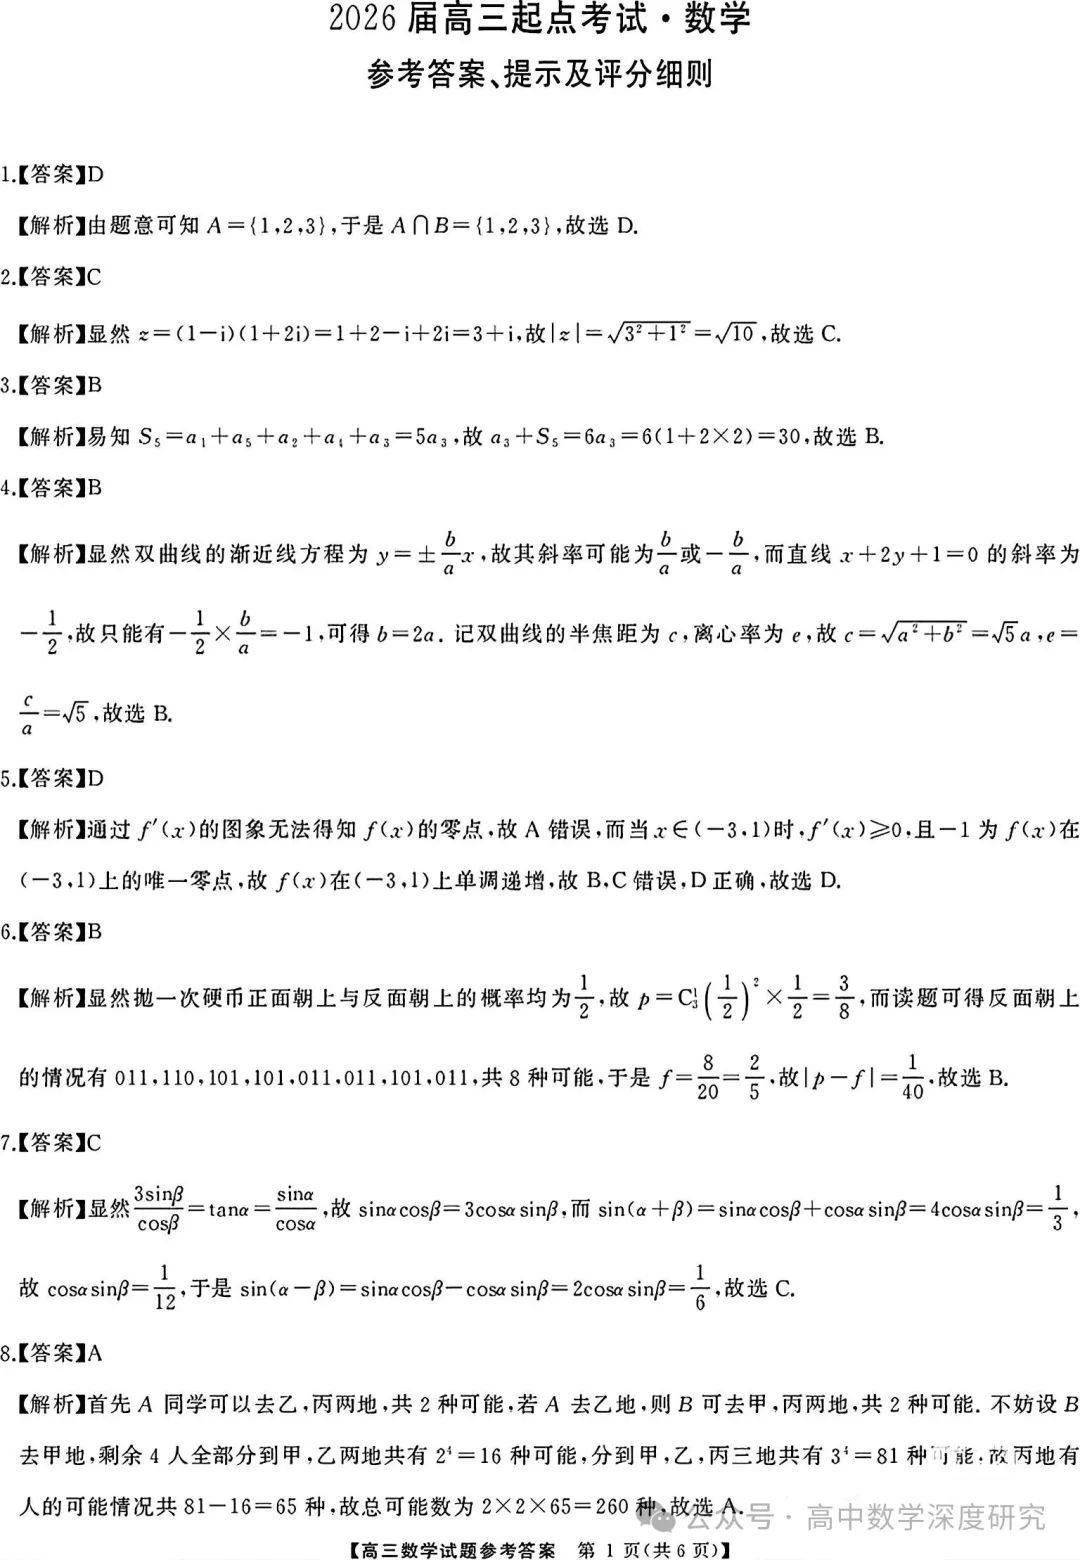 2026届高三起点考试·数学
参考答案、提示及评分细则
1.【答案】D
【解析】由题意可知 A={1,2,3},于是 A∩B={1,2,3},故选 D.
2.【答案】C
【解析】显然 z=(1-i)(1+2i)=1+2-i+2i=3+i,故|z|=√(3²+1²)=√10,故选 C.
3.【答案】B
【解析】易知 S₅=a₁+a₅+a₂+a₄+a₃=5a₃,故 a₃+S₅=6a₃=6(1+2×2)=30,故选 B.
4.【答案】B
【解析】显然双曲线的渐近线方程为 y=±b/a x,故其斜率可能为 b/a 或 -b/a,而直线 x+2y+1=0 的斜率为
-1/2,故只能有 -1/2×b/a=-1,可得 b=2a. 记双曲线的半焦距为 c,离心率为 e,故 c=√(a²+b²)=√5a,e=
c/a=√5,故选 B.
5.【答案】D
【解析】通过 f′(x)的图象无法得知 f(x)的零点,故 A 错误,而当 x∈(-3,1)时,f′(x)≥0,且-1 为 f(x)在
(-3,1)上的唯一零点,故 f(x)在(-3,1)上单调递增,故 B,C 错误,D 正确,故选 D.
6.【答案】B
【解析】显然抛一次硬币正面朝上与反面朝上的概率均为 1/2,故 p=C₃¹(1/2)²×1/2=3/8,而读题可得反面朝上
的情况有 011,110,101,101,011,011,101,011,共 8 种可能,于是 f=8/20=2/5,故|p-f|=1/40,故选 B.
7.【答案】C
【解析】显然 3sinβ/cosβ=tanα=sinα/cosα,故 sinαcosβ=3cosαsinβ,而 sin(α+β)=sinαcosβ+cosαsinβ=4cosαsinβ=1/3,
故 cosαsinβ=1/12,于是 sin(α-β)=sinαcosβ-cosαsinβ=2cosαsinβ=1/6,故选 C.
8.【答案】A
【解析】首先 A 同学可以去乙,丙两地,共 2 种可能,若 A 去乙地,则 B 可去甲,丙两地,共 2 种可能. 不妨设 B
去甲地,剩余 4 人全部分到甲,乙两地共有 2⁴=16 种可能,分到甲,乙,丙三地共有 3⁴=81 种可能,故丙地有
人的可能情况共 81-16=65 种,故总可能数为 2×2×65=260 种,故选 A.
公众号·高中数学深度研究
【高三数学试题参考答案 第 1 页(共 6 页)】